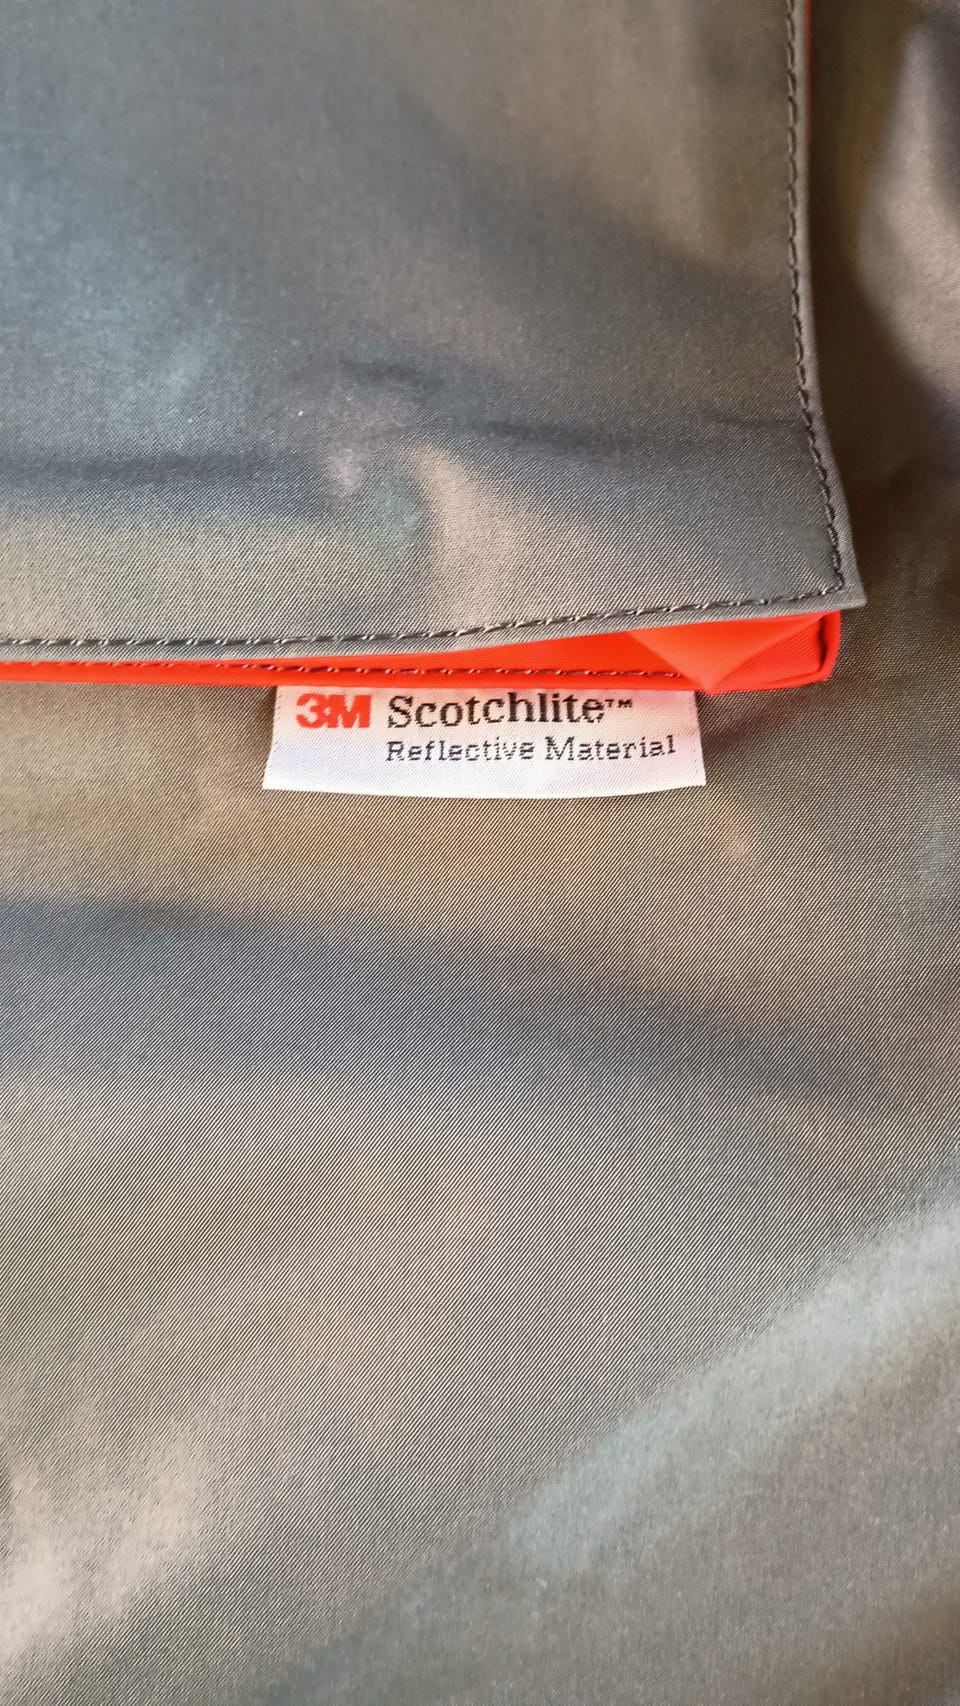 3M Scotchlite™
Reflective Material